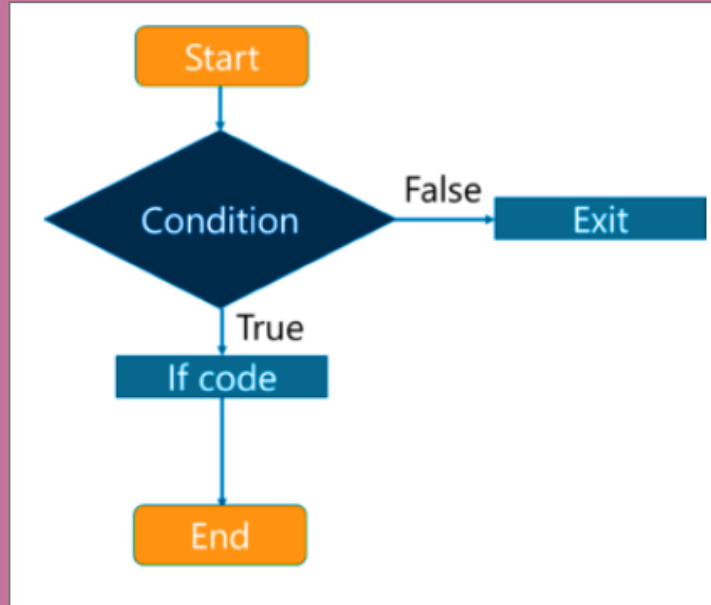 Start
Condition
False
Exit
True
If code
End